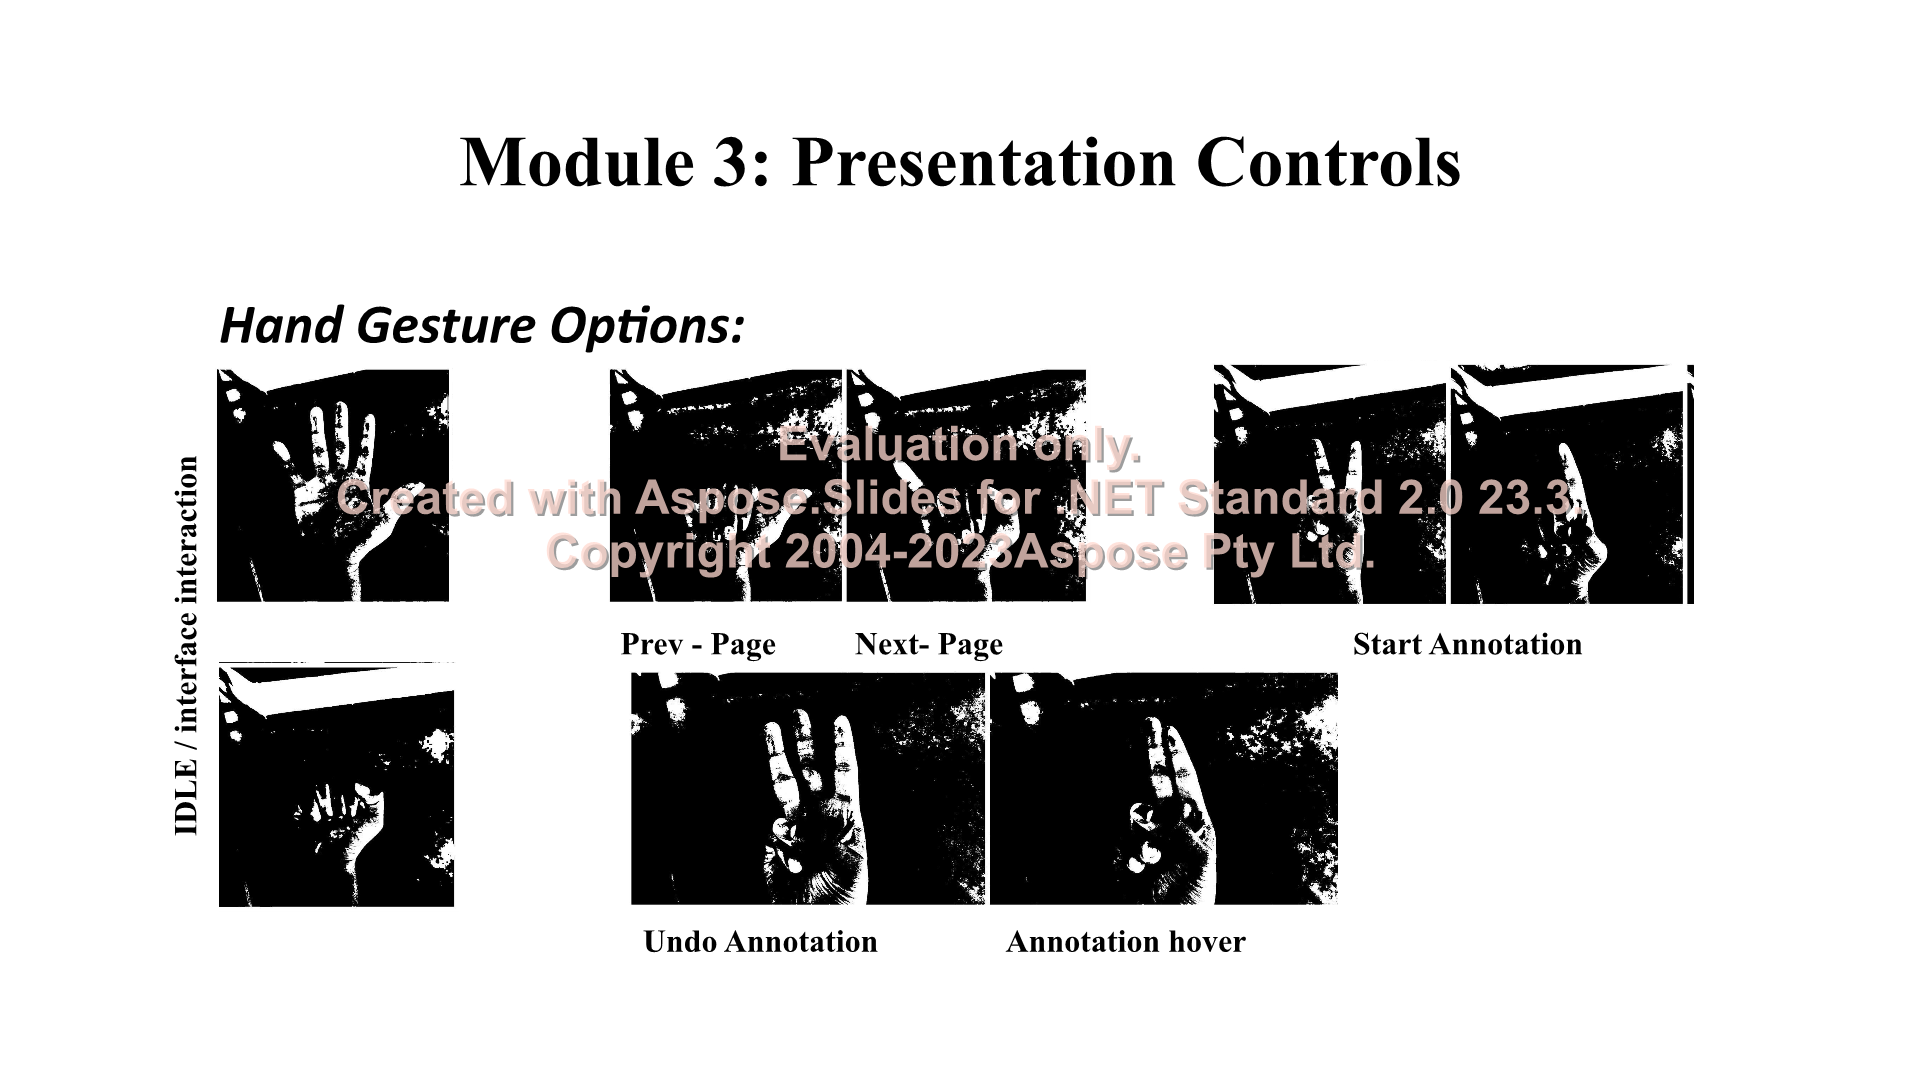 Module 3: Presentation Controls
Hand Gesture Options:
Evaluation only.
Created with Aspose.Slides for .NET Standard 2.0 23.3.
Copyright 2004-2023Aspose Pty Ltd.
IDLE / interface interaction
Prev - Page
Next- Page
Start Annotation
Undo Annotation
Annotation hover